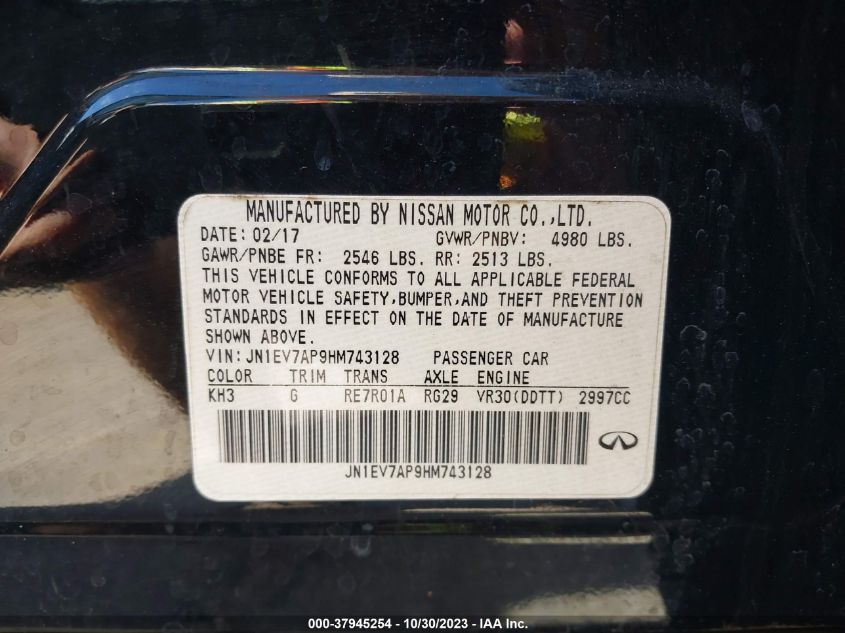 MANUFACTURED BY NISSAN MOTOR CO.,LTD.
DATE: 02/17 GVWR/PNBV: 4980 LBS.
GAWR/PNBE FR: 2546 LBS. RR: 2513 LBS.
THIS VEHICLE CONFORMS TO ALL APPLICABLE FEDERAL
MOTOR VEHICLE SAFETY,BUMPER,AND THEFT PREVENTION
STANDARDS IN EFFECT ON THE DATE OF MANUFACTURE
SHOWN ABOVE.
VIN: JN1EV7AP9HM743128 PASSENGER CAR
COLOR TRIM TRANS AXLE ENGINE
KH3 G RE7R01A RG29 VR30(DDTT) 2997CC
JN1EV7AP9HM743128
000-37945254 - 10/30/2023 - IAA Inc.